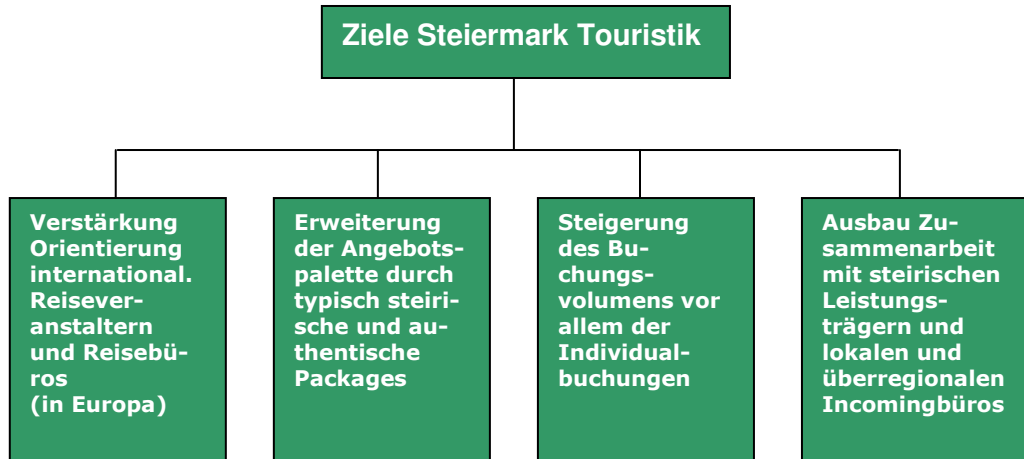 Ziele Steiermark Touristik
Verstärkung
Orientierung
international.
Reisever-
anstaltern
und Reisebü-
ros
(in Europa)
Erweiterung
der Angebots-
palette durch
typisch steiri-
sche und au-
thentische
Packages
Steigerung
des Bu-
chungs-
volumens vor
allem der
Individual-
buchungen
Ausbau Zu-
sammenarbeit
mit steirischen
Leistungs-
trägern und
lokalen und
überregionalen
Incomingbüros